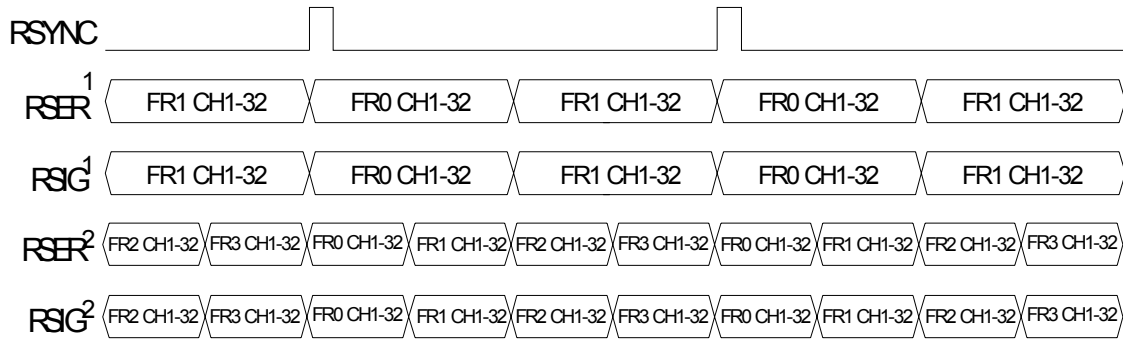 RSYNC
RSER1 FR1 CH1-32 FR0 CH1-32 FR1 CH1-32 FR0 CH1-32 FR1 CH1-32
RSIG1 FR1 CH1-32 FR0 CH1-32 FR1 CH1-32 FR0 CH1-32 FR1 CH1-32
RSER2 FR2 CH1-32 FR3 CH1-32 FR0 CH1-32 FR1 CH1-32 FR2 CH1-32 FR3 CH1-32 FR0 CH1-32 FR1 CH1-32 FR2 CH1-32 FR3 CH1-32
RSIG2 FR2 CH1-32 FR3 CH1-32 FR0 CH1-32 FR1 CH1-32 FR2 CH1-32 FR3 CH1-32 FR0 CH1-32 FR1 CH1-32 FR2 CH1-32 FR3 CH1-32